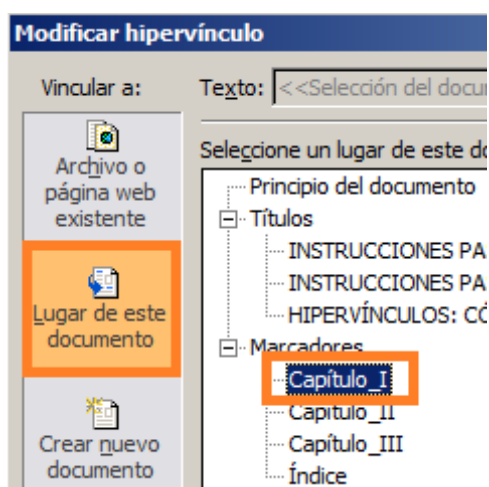 Modificar hipervínculo
Vincular a:
Texto: <<Selección del docu
Archivo o
página web
existente
Lugar de este
documento
Crear nuevo
documento
Seleccione un lugar de este do
Principio del documento
Títulos
INSTRUCCIONES PA
INSTRUCCIONES PA
HIPERVÍNCULOS: CÓ
Marcadores
Capítulo_I
Capítulo_II
Capítulo_III
Índice